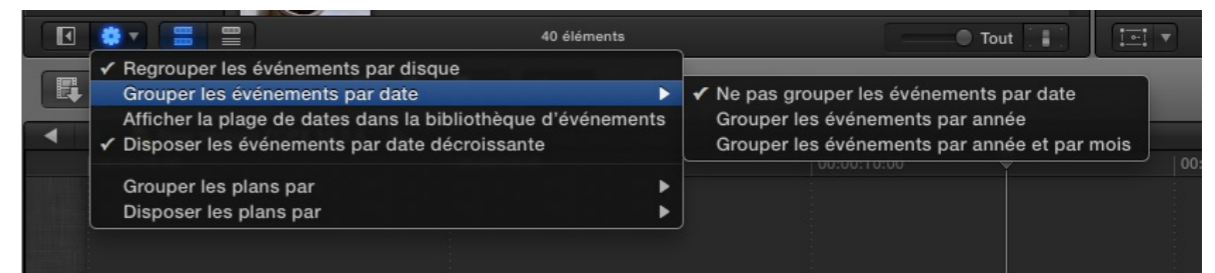 40 éléments
Tout
✓ Regrouper les événements par disque
Grouper les événements par date
Afficher la plage de dates dans la bibliothèque d'événements
✓ Disposer les événements par date décroissante
Grouper les plans par
Disposer les plans par
✓ Ne pas grouper les événements par date
Grouper les événements par année
Grouper les événements par année et par mois
00:00:10:00
00: